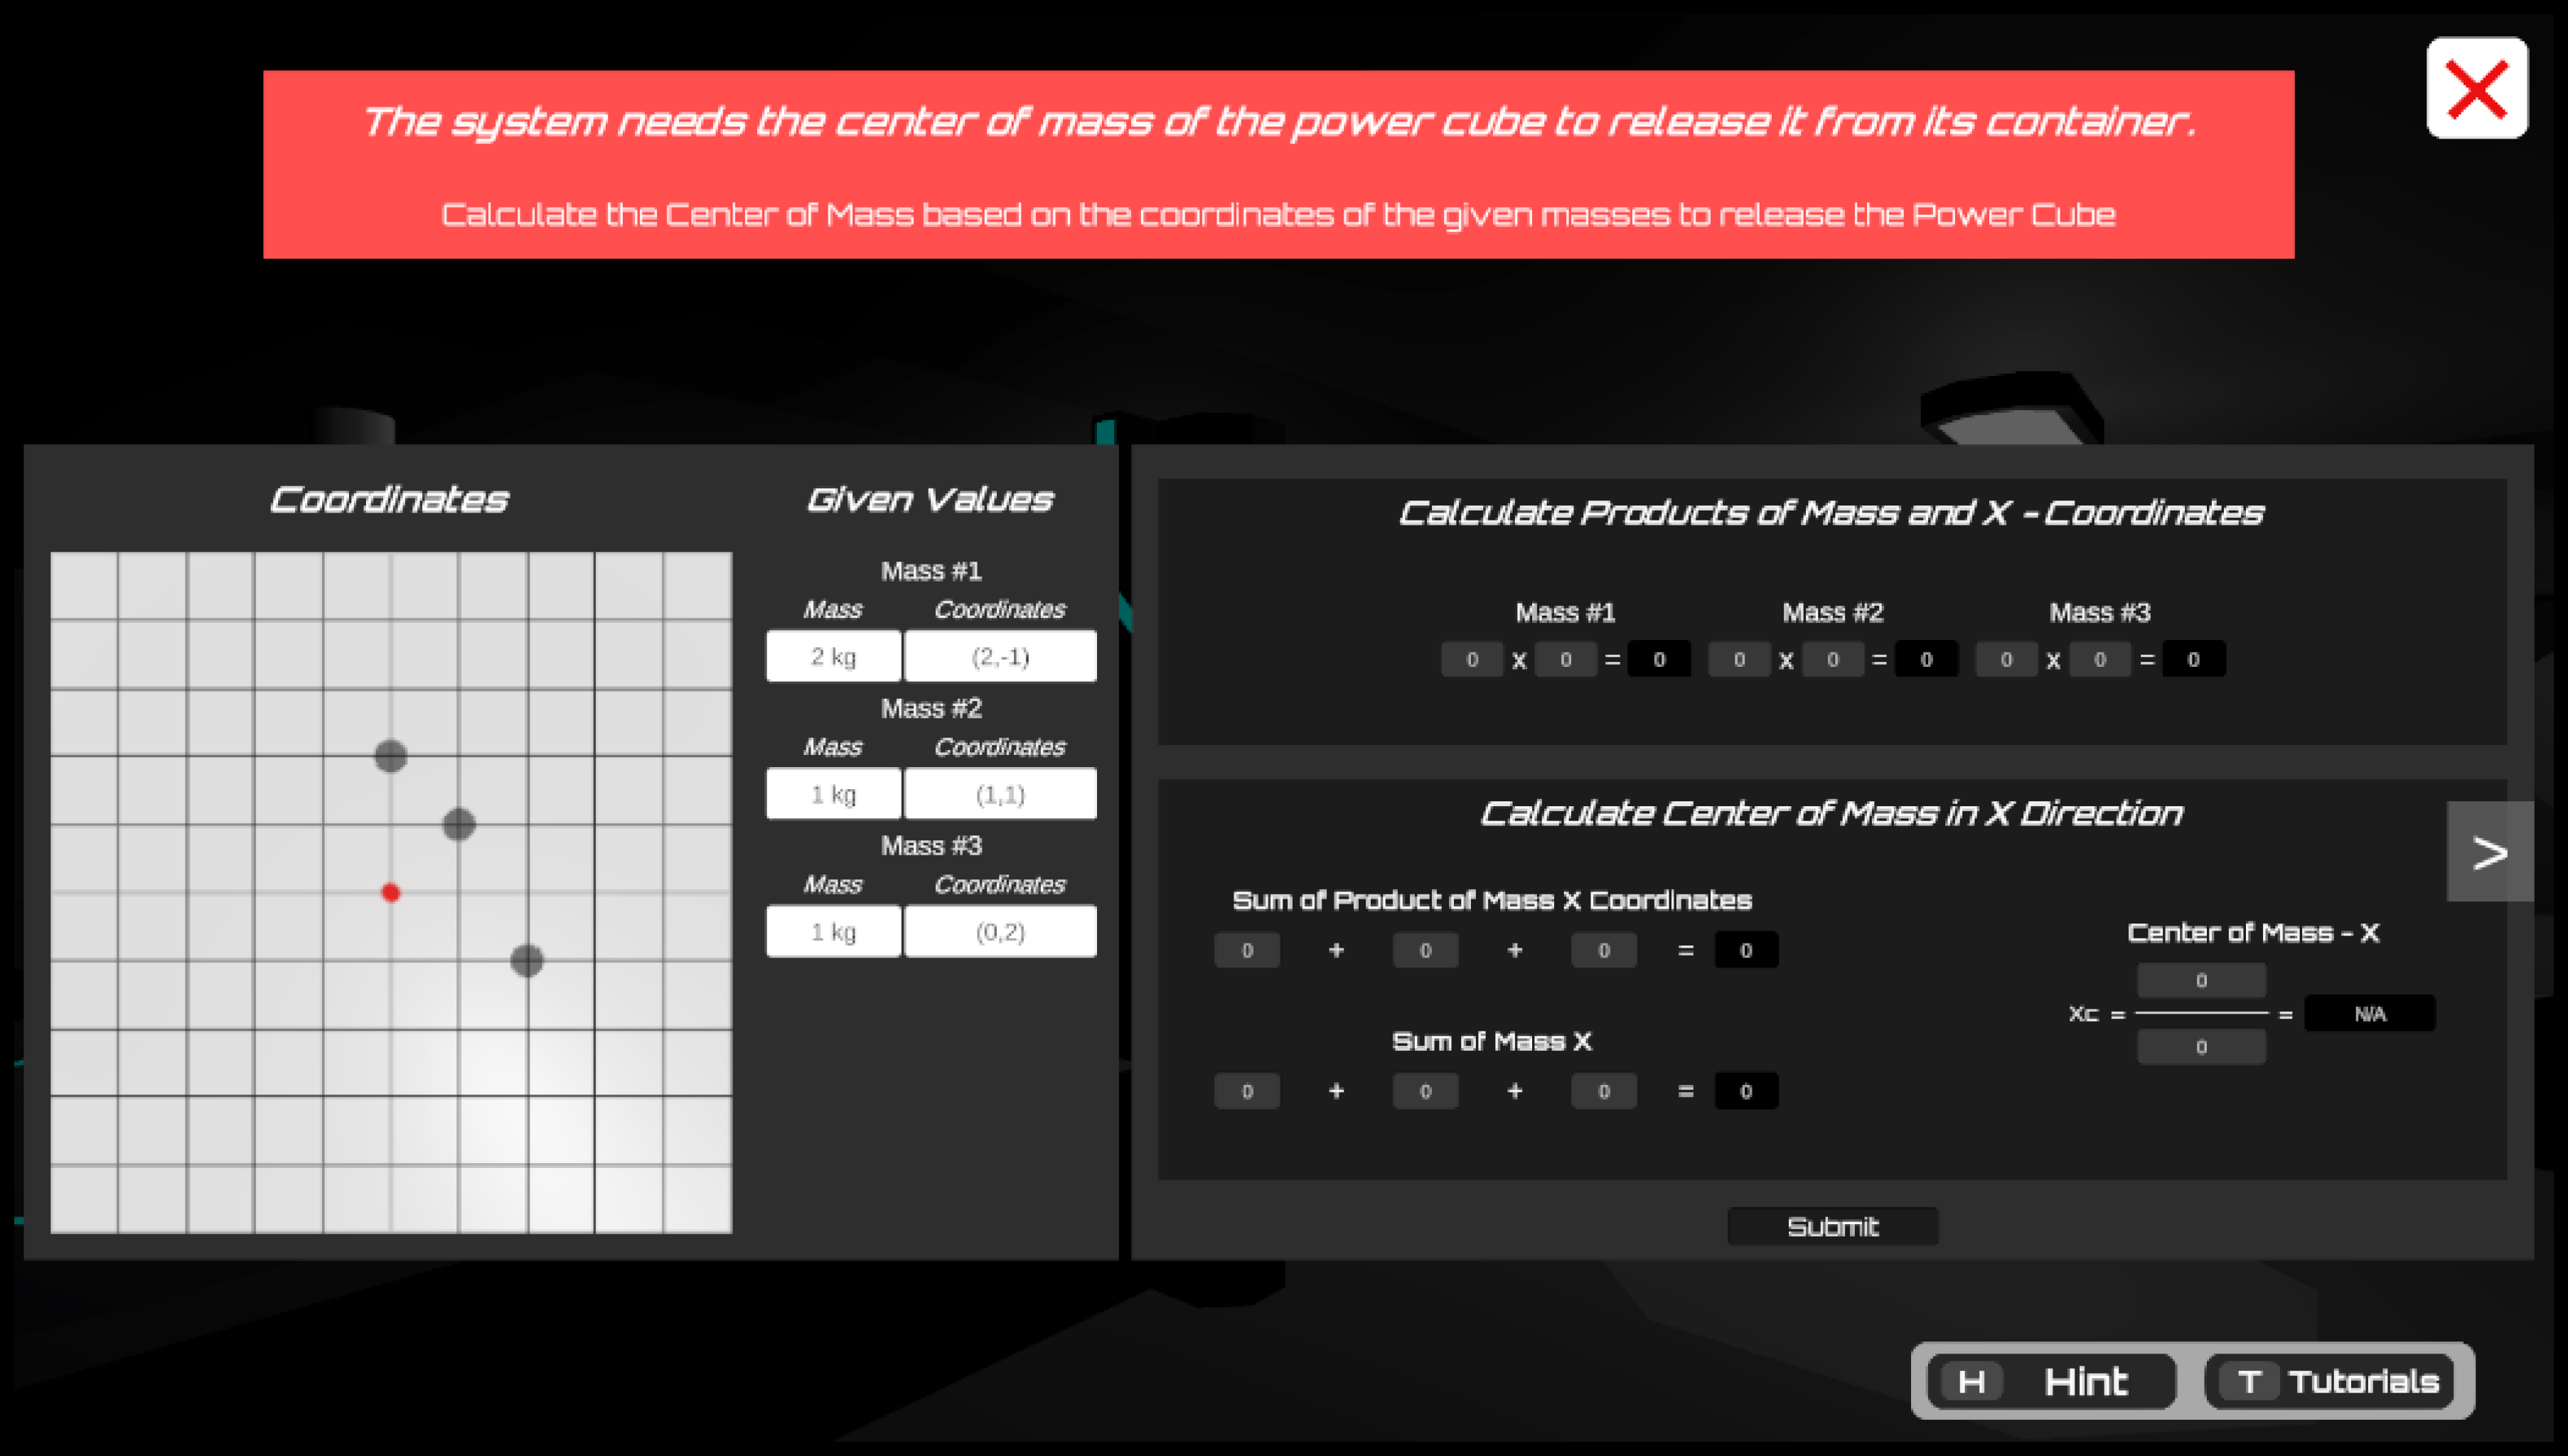 The system needs the center of mass of the power cube to release it from its container.
Calculate the Center of Mass based on the coordinates of the given masses to release the Power Cube
Coordinates
Given Values
Mass #1
Mass Coordinates
2 kg (2,-1)
Mass #2
Mass Coordinates
1 kg (1,1)
Mass #3
Mass Coordinates
1 kg (0,2)
Calculate Products of Mass and X - Coordinates
Mass #1 Mass #2 Mass #3
0 x 0 = 0 0 x 0 = 0 0 x 0 = 0
Calculate Center of Mass in X Direction
Sum of Product of Mass X Coordinates
0 + 0 + 0 = 0
Sum of Mass X
0 + 0 + 0 = 0
Center of Mass - X
0
Xc = = N/A
0
>
Submit
H Hint T Tutorials